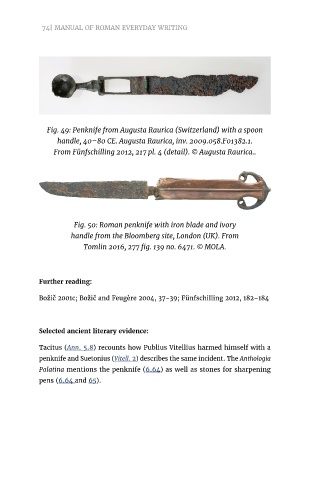 74| MANUAL OF ROMAN EVERYDAY WRITING
Fig. 49: Penknife from Augusta Raurica (Switzerland) with a spoon
handle, 40–80 CE. Augusta Raurica, inv. 2009.058.F01382.1.
From Fünfschilling 2012, 217 pl. 4 (detail). © Augusta Raurica..
Fig. 50: Roman penknife with iron blade and ivory
handle from the Bloomberg site, London (UK). From
Tomlin 2016, 277 fig. 139 no. 6471. © MOLA.
Further reading:
Božič 2001c; Božič and Feugère 2004, 37–39; Fünfschilling 2012, 182–184
Selected ancient literary evidence:
Tacitus (Ann. 5.8) recounts how Publius Vitellius harmed himself with a
penknife and Suetonius (Vitell. 2) describes the same incident. The Anthologia
Palatina mentions the penknife (6.64) as well as stones for sharpening
pens (6.64 and 65).